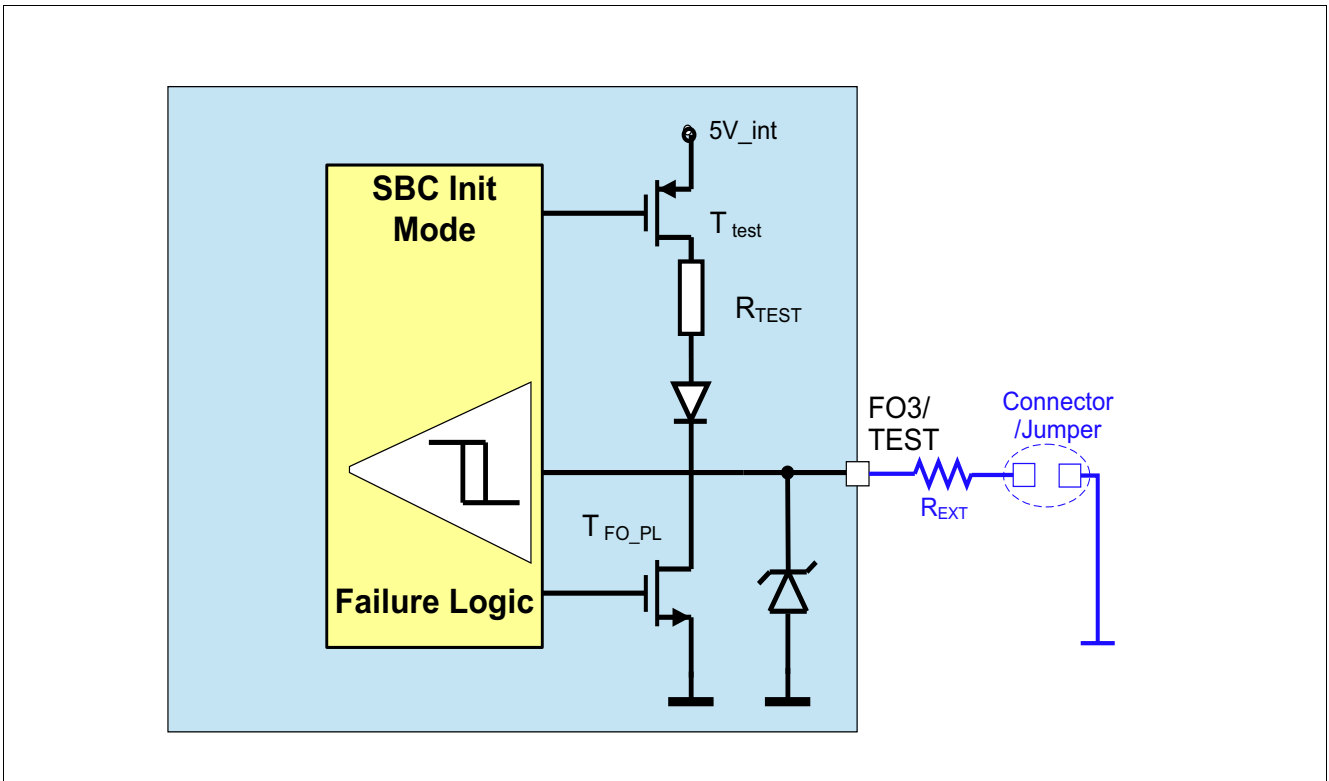 5V_int
SBC Init
Mode
T test
RTEST
FO3/
TEST
Connector
/Jumper
REXT
T FO_PL
Failure Logic